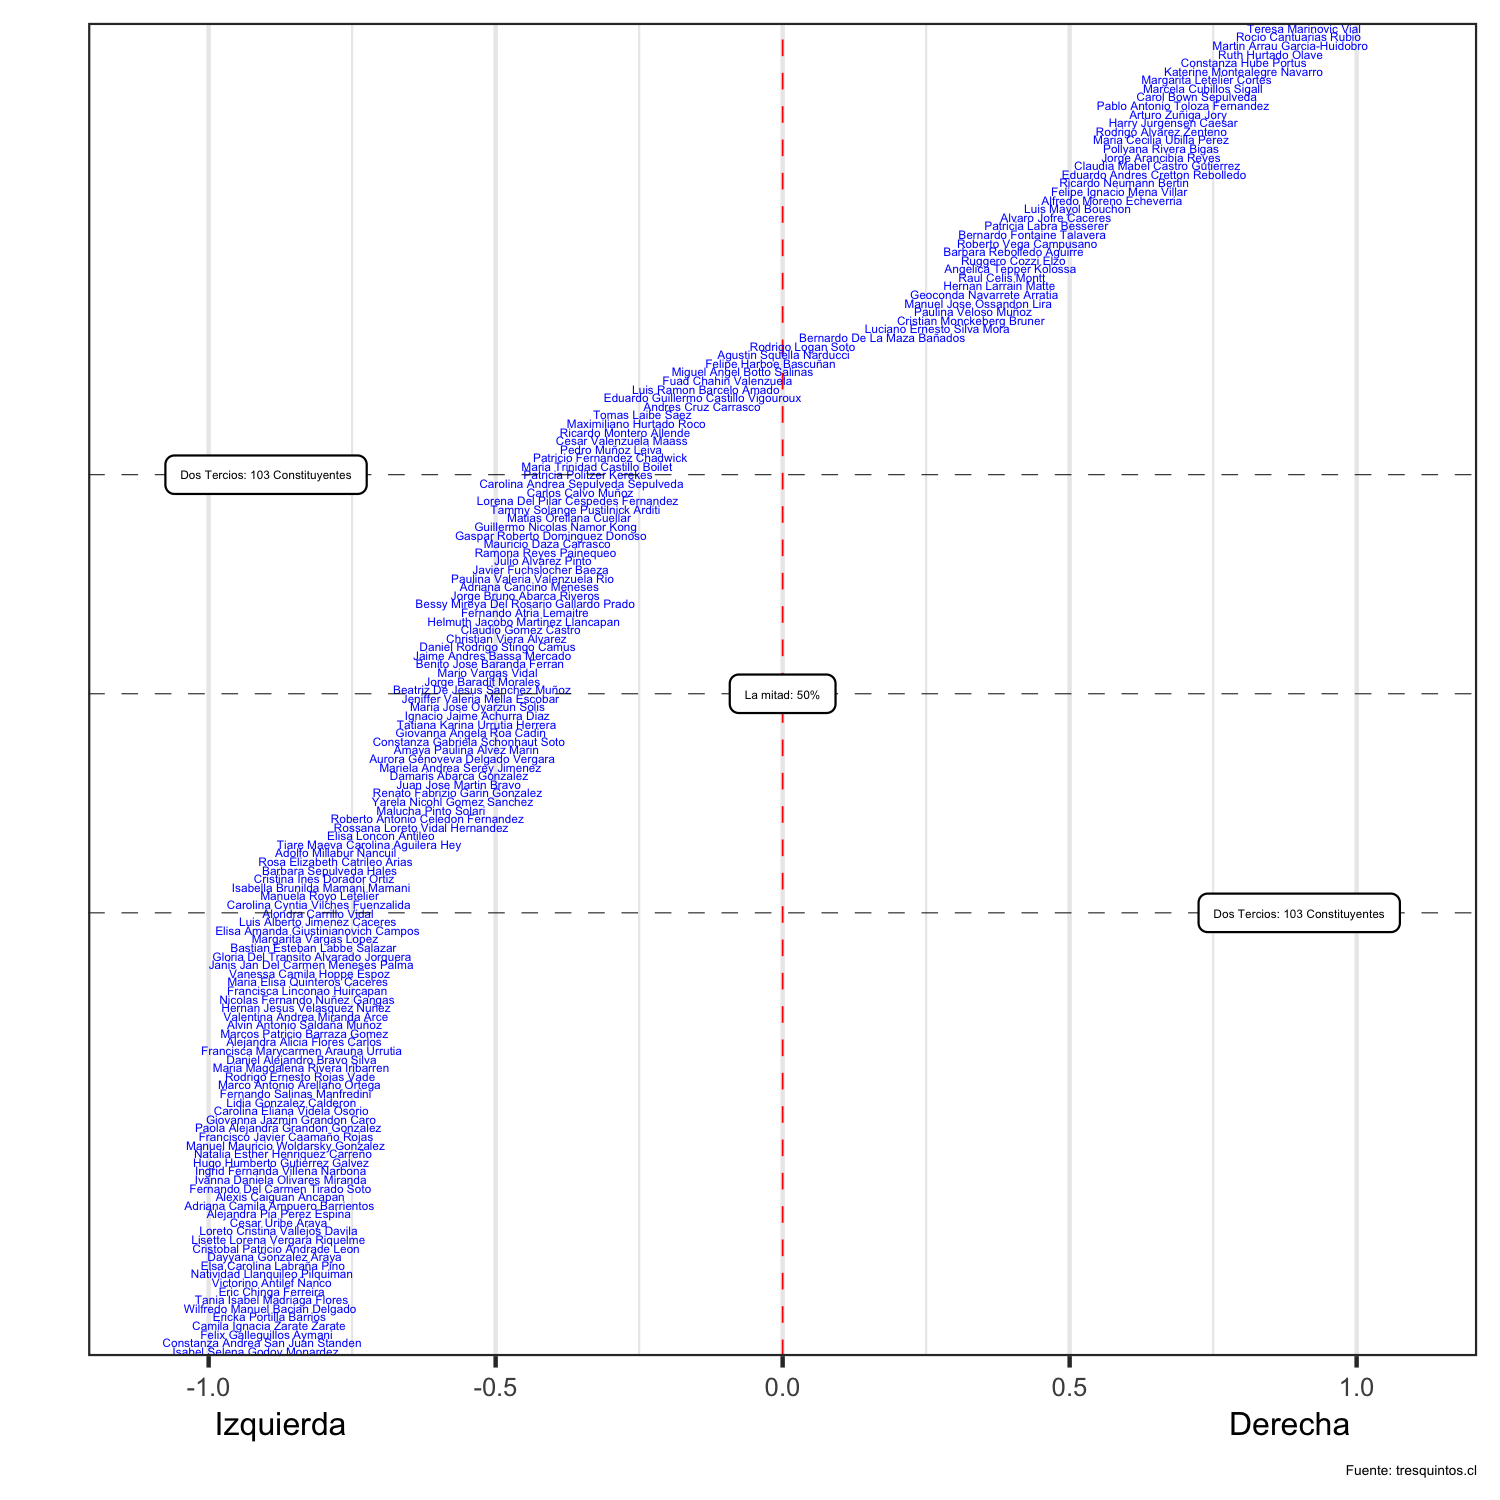 Teresa Marinovic Vial
Rocio Cantuarias Rubio
Martin Arrau Garcia-Huidobro
Ruth Hurtado Olave
Constanza Hube Portus
Katerine Montealegre Navarro
Margarita Letelier Cortes
Marcela Cubillos Sigall
Carol Bown Sepulveda
Pablo Antonio Toloza Fernandez
Arturo Zuñiga Jory
Harry Jurgensen Caesar
Rodrigo Alvarez Zenteno
Maria Cecilia Ubilla Perez
Pollyana Rivera Bigas
Jorge Arancibia Reyes
Claudia Mabel Castro Gutierrez
Eduardo Andres Cretton Rebolledo
Ricardo Neumann Bertin
Felipe Ignacio Mena Villar
Alfredo Moreno Echeverria
Luis Mayol Bouchon
Alvaro Jofre Caceres
Patricia Labra Besserer
Bernardo Fontaine Talavera
Roberto Vega Campusano
Barbara Rebolledo Aguirre
Ruggero Cozzi Elzo
Angelica Tepper Kolossa
Raul Celis Montt
Hernan Larrain Matte
Geoconda Navarrete Arratia
Manuel Jose Ossandon Lira
Paulina Veloso Muñoz
Cristian Monckeberg Bruner
Luciano Ernesto Silva Mora
Bernardo De La Maza Bañados
Rodrigo Logan Soto
Agustin Squella Narducci
Felipe Harboe Bascuñan
Miguel Angel Botto Salinas
Fuad Chahin Valenzuela
Luis Ramon Barcelo Amado
Eduardo Guillermo Castillo Vigouroux
Andres Cruz Carrasco
Tomas Laibe Saez
Maximiliano Hurtado Roco
Ricardo Montero Allende
Cesar Valenzuela Maass
Pedro Muñoz Leiva
Patricio Fernandez Chadwick
Maria Trinidad Castillo Boilet
Dos Tercios: 103 Constituyentes
Patricia Politzer Kerekes
Carolina Andrea Sepulveda Sepulveda
Carlos Calvo Muñoz
Lorena Del Pilar Cespedes Fernandez
Tammy Solange Pustilnick Arditi
Matias Orellana Cuellar
Guillermo Nicolas Namor Kong
Gaspar Roberto Dominguez Donoso
Mauricio Daza Carrasco
Ramona Reyes Painequeo
Julio Alvarez Pinto
Javier Fuchslocher Baeza
Paulina Valeria Valenzuela Rio
Adriana Cancino Meneses
Jorge Bruno Abarca Riveros
Bessy Mireya Del Rosario Gallardo Prado
Fernando Atria Lemaitre
Helmuth Jacobo Martinez Llancapan
Claudio Gomez Castro
Christian Viera Alvarez
Daniel Rodrigo Stingo Camus
Jaime Andres Bassa Mercado
Benito Jose Baranda Ferran
Mario Vargas Vidal
Jorge Baradit Morales
Beatriz De Jesus Sanchez Muñoz
La mitad: 50%
Jeniffer Valeria Mella Escobar
Maria Jose Oyarzun Solis
Ignacio Jaime Achurra Diaz
Tatiana Karina Urrutia Herrera
Giovanna Angela Roa Cadin
Constanza Gabriela Schonhaut Soto
Amaya Paulina Alvez Marin
Aurora Genoveva Delgado Vergara
Mariela Andrea Serey Jimenez
Damaris Abarca Gonzalez
Juan Jose Martin Bravo
Renato Fabrizio Garin Gonzalez
Yarela Nicohl Gomez Sanchez
Malucha Pinto Solari
Roberto Antonio Celedon Fernandez
Rossana Loreto Vidal Hernandez
Elisa Loncon Antileo
Tiare Maeva Carolina Aguilera Hey
Adolfo Millabur Ñancuil
Rosa Elizabeth Catrileo Arias
Barbara Sepulveda Hales
Cristina Ines Dorador Ortiz
Isabella Brunilda Mamani Mamani
Manuela Royo Letelier
Carolina Cyntia Vilches Fuenzalida
Alondra Carrillo Vidal
Dos Tercios: 103 Constituyentes
Luis Alberto Jimenez Caceres
Elisa Amanda Giustinianovich Campos
Margarita Vargas Lopez
Bastian Esteban Labbe Salazar
Gloria Del Transito Alvarado Jorquera
Janis Jan Del Carmen Meneses Palma
Vanessa Camila Hoppe Espoz
Maria Elisa Quinteros Caceres
Francisca Linconao Huircapan
Nicolas Fernando Nuñez Gangas
Hernan Jesus Velasquez Nuñez
Valentina Andrea Miranda Arce
Alvin Antonio Saldaña Muñoz
Marcos Patricio Barraza Gomez
Alejandra Alicia Flores Carlos
Francisca Marycarmen Arauna Urrutia
Daniel Alejandro Bravo Silva
Maria Magdalena Rivera Iribarren
Rodrigo Ernesto Rojas Vade
Marco Antonio Arellano Ortega
Fernando Salinas Manfredini
Lidia Gonzalez Calderon
Carolina Eliana Videla Osorio
Giovanna Jazmin Grandon Caro
Paola Alejandra Grandon Gonzalez
Francisco Javier Caamaño Rojas
Manuel Mauricio Woldarsky Gonzalez
Natalia Esther Henriquez Carreño
Hugo Humberto Gutierrez Galvez
Ingrid Fernanda Villena Narbona
Ivanna Daniela Olivares Miranda
Fernando Del Carmen Tirado Soto
Alexis Caiguan Ancapan
Adriana Camila Ampuero Barrientos
Alejandra Pia Perez Espina
Cesar Uribe Araya
Loreto Cristina Vallejos Davila
Lisette Lorena Vergara Riquelme
Cristobal Patricio Andrade Leon
Dayyana Gonzalez Araya
Elsa Carolina Labraña Pino
Natividad Llanquileo Pilquiman
Victorino Antilef Ñanco
Eric Chinga Ferreira
Tania Isabel Madriaga Flores
Wilfredo Manuel Bacian Delgado
Ericka Portilla Barrios
Camila Ignacia Zarate Zarate
Felix Galleguillos Aymani
Constanza Andrea San Juan Standen
Isabel Selena Godoy Monardez
-1.0 -0.5 0.0 0.5 1.0
Izquierda Derecha
Fuente: tresquintos.cl